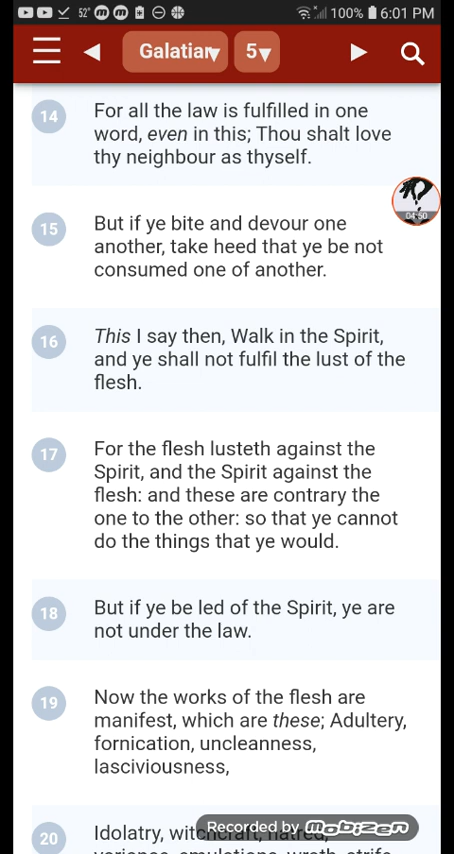 52° 100% 6:01 PM
Galatian 5
14 For all the law is fulfilled in one
word, even in this; Thou shalt love
thy neighbour as thyself.
04:50
15 But if ye bite and devour one
another, take heed that ye be not
consumed one of another.
16 This I say then, Walk in the Spirit,
and ye shall not fulfil the lust of the
flesh.
17 For the flesh lusteth against the
Spirit, and the Spirit against the
flesh: and these are contrary the
one to the other: so that ye cannot
do the things that ye would.
18 But if ye be led of the Spirit, ye are
not under the law.
19 Now the works of the flesh are
manifest, which are these; Adultery,
fornication, uncleanness,
lasciviousness,
20 Idolatry, witchcraft, hatred,
Recorded by Mobizen